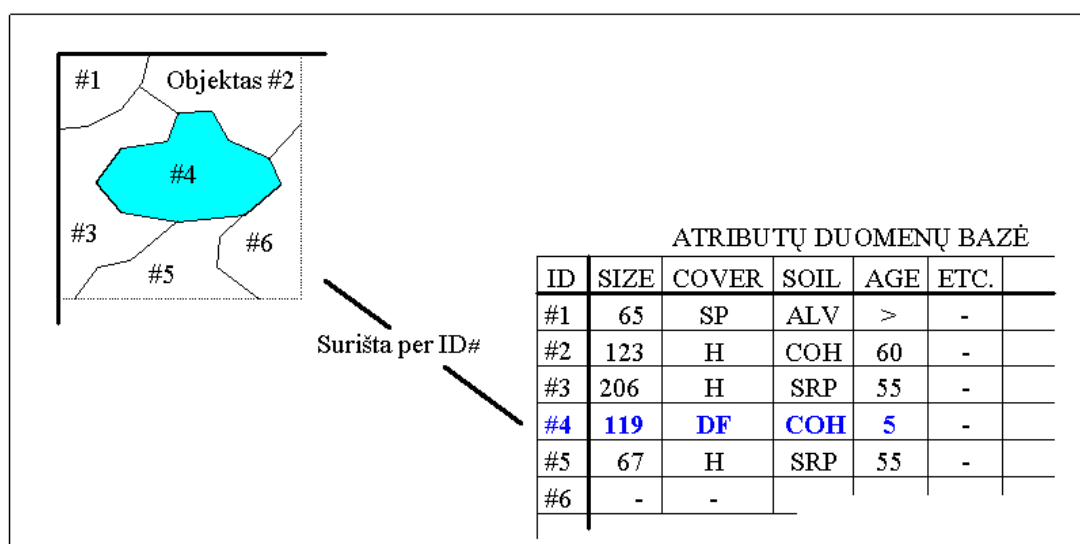 #1 Objektas #2
#4
#3 #6
#5
Surišta per ID#
ATRIBUTŲ DUOMENŲ BAZĖ
ID SIZE COVER SOIL AGE ETC.
#1 65 SP ALV > -
#2 123 H COH 60 -
#3 206 H SRP 55 -
#4 119 DF COH 5 -
#5 67 H SRP 55 -
#6 - -